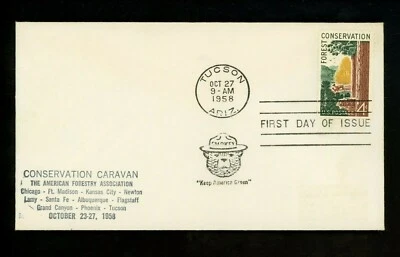 TUCSON
OCT 27
9-AM
1958
ARIZ.
FOREST CONSERVATION
U.S. POSTAGE
4¢
FIRST DAY OF ISSUE
SMOKEY
"Keep America Green"
CONSERVATION CARAVAN
THE AMERICAN FORESTRY ASSOCIATION
Chicago - Ft. Madison - Kansas City - Newton
Lamy - Santa Fe - Albuquerque - Flagstaff
Grand Canyon - Phoenix - Tucson
OCTOBER 23-27, 1958